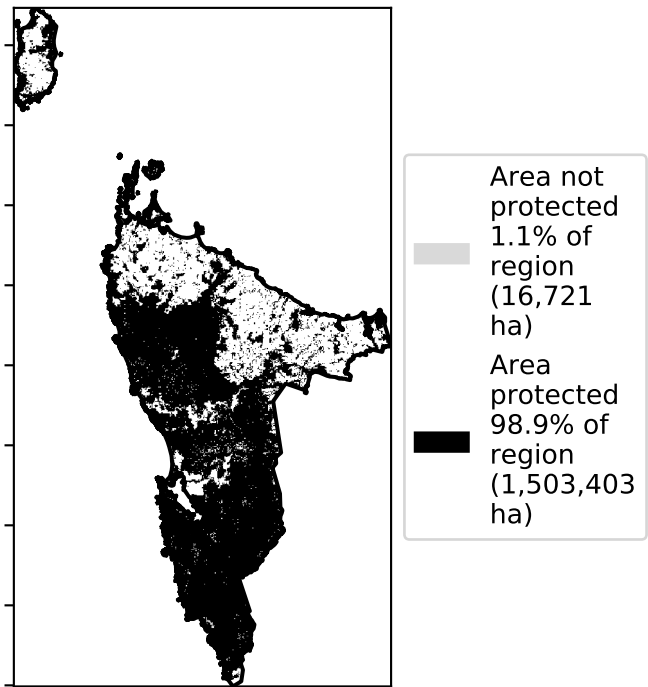 Area not
protected
1.1% of
region
(16,721
ha)
Area
protected
98.9% of
region
(1,503,403
ha)